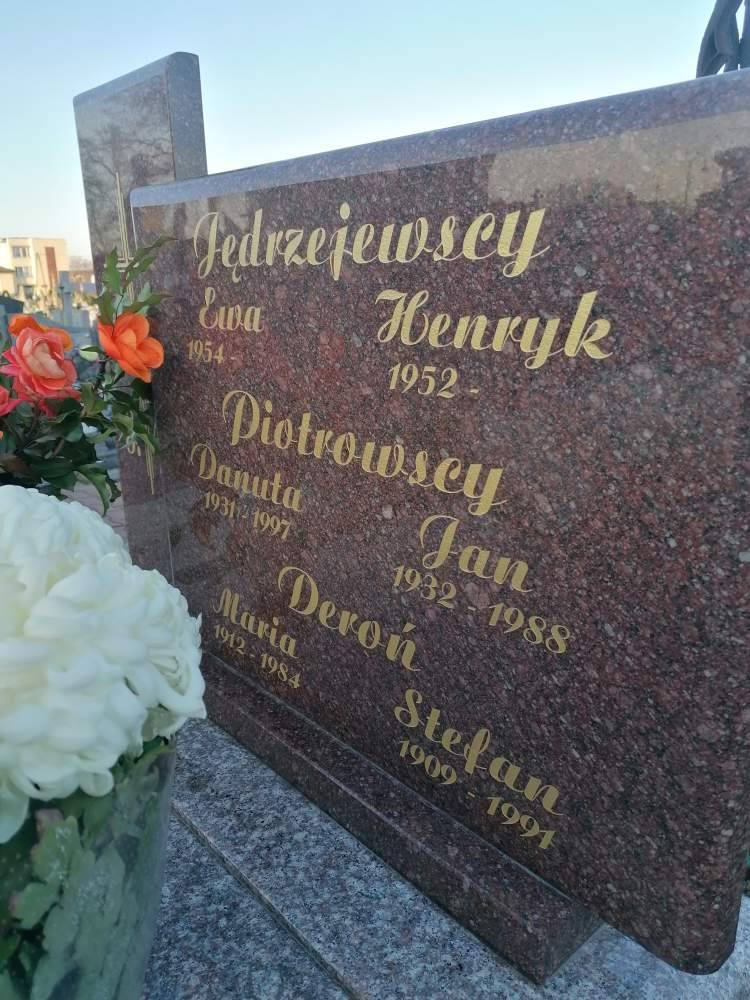 Jędrzejewscy
Ewa Henryk
1954 - 1952 -
Piotrowscy
Danuta Jan
1931 - 1997 1932 - 1988
Deroń
Maria Stefan
1912 - 1984 1909 - 1991